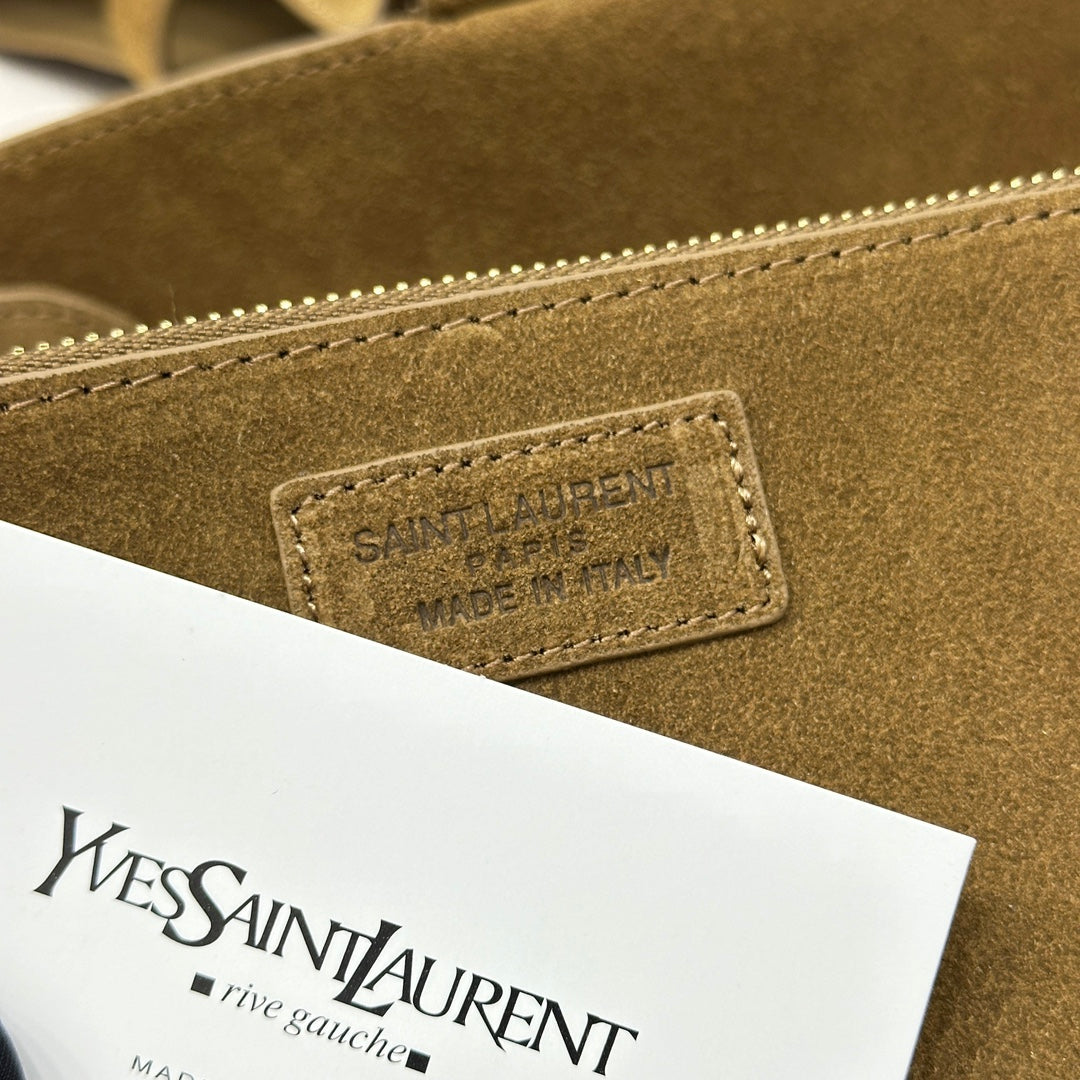 SAINT LAURENT
PARIS
MADE IN ITALY
YVES SAINT LAURENT
rive gauche